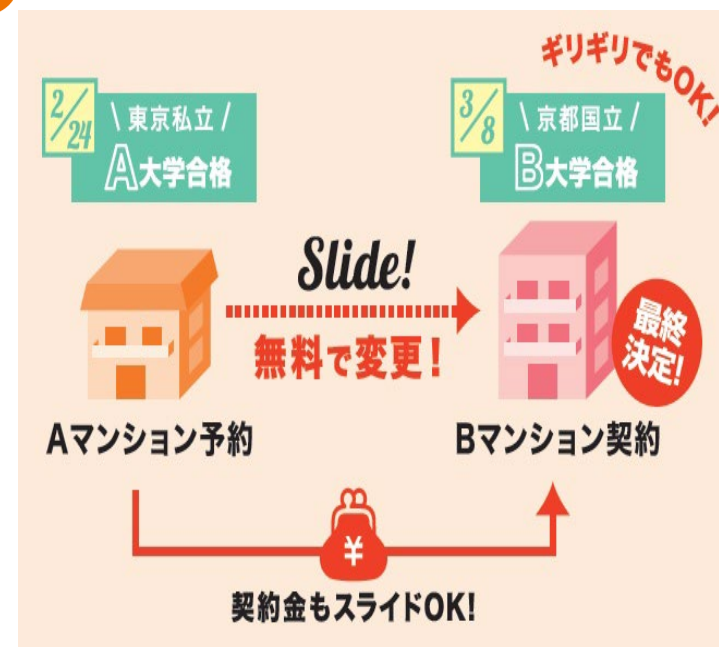 ギリギリでもOK!
2/24
\ 東京私立 /
A大学合格
3/8
\ 京都国立 /
B大学合格
Slide!
無料で変更!
最終
決定!
Aマンション予約
Bマンション契約
¥
契約金もスライドOK!